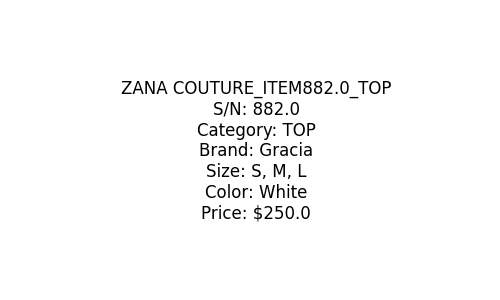 ZANA COUTURE_ITEM882.0_TOP
S/N: 882.0
Category: TOP
Brand: Gracia
Size: S, M, L
Color: White
Price: $250.0